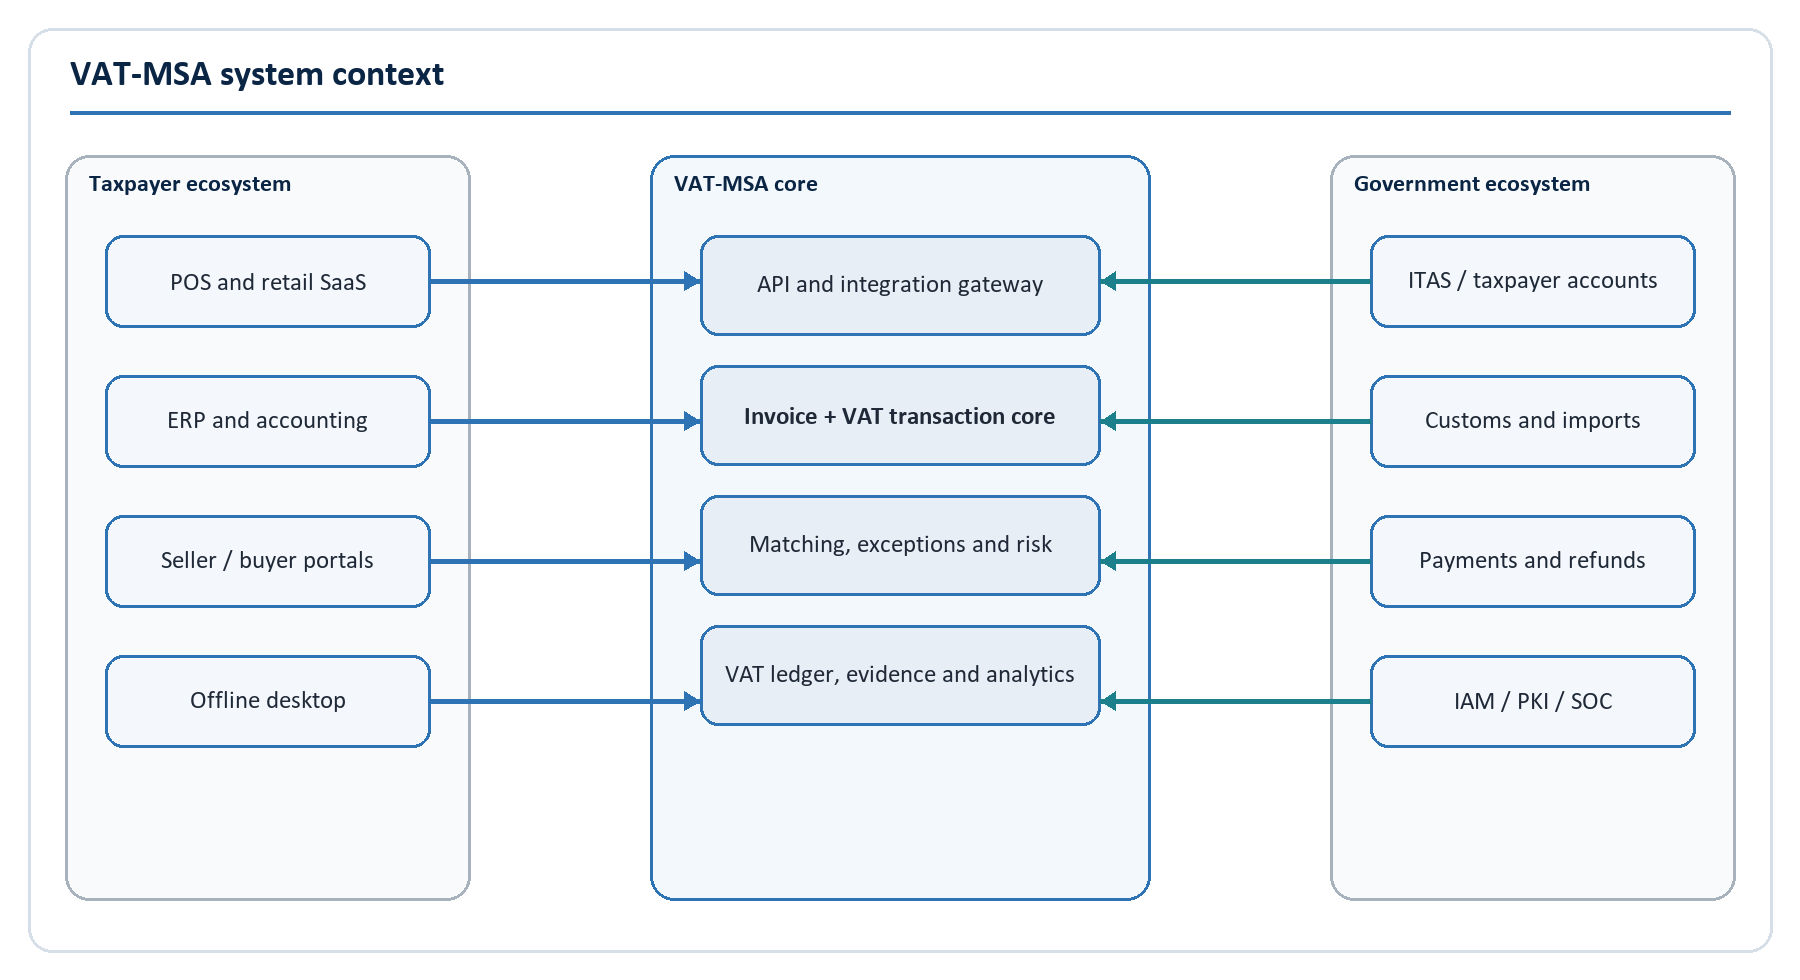 VAT-MSA system context
Taxpayer ecosystem
POS and retail SaaS
ERP and accounting
Seller / buyer portals
Offline desktop
VAT-MSA core
API and integration gateway
Invoice + VAT transaction core
Matching, exceptions and risk
VAT ledger, evidence and analytics
Government ecosystem
ITAS / taxpayer accounts
Customs and imports
Payments and refunds
IAM / PKI / SOC